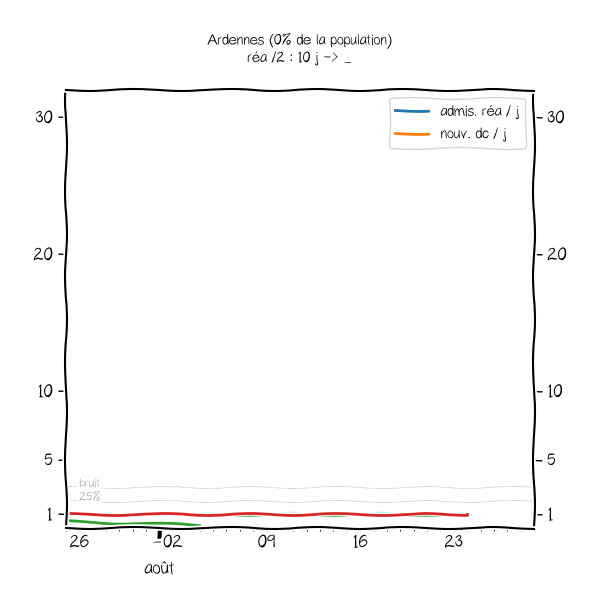 Ardennes (0% de la population)
réa /2 : 10 j -> _
admis. réa / j
nouv. dc / j
30 30
20 20
10 10
5 5
bruit
25%
1 1
26 02 09 16 23
août